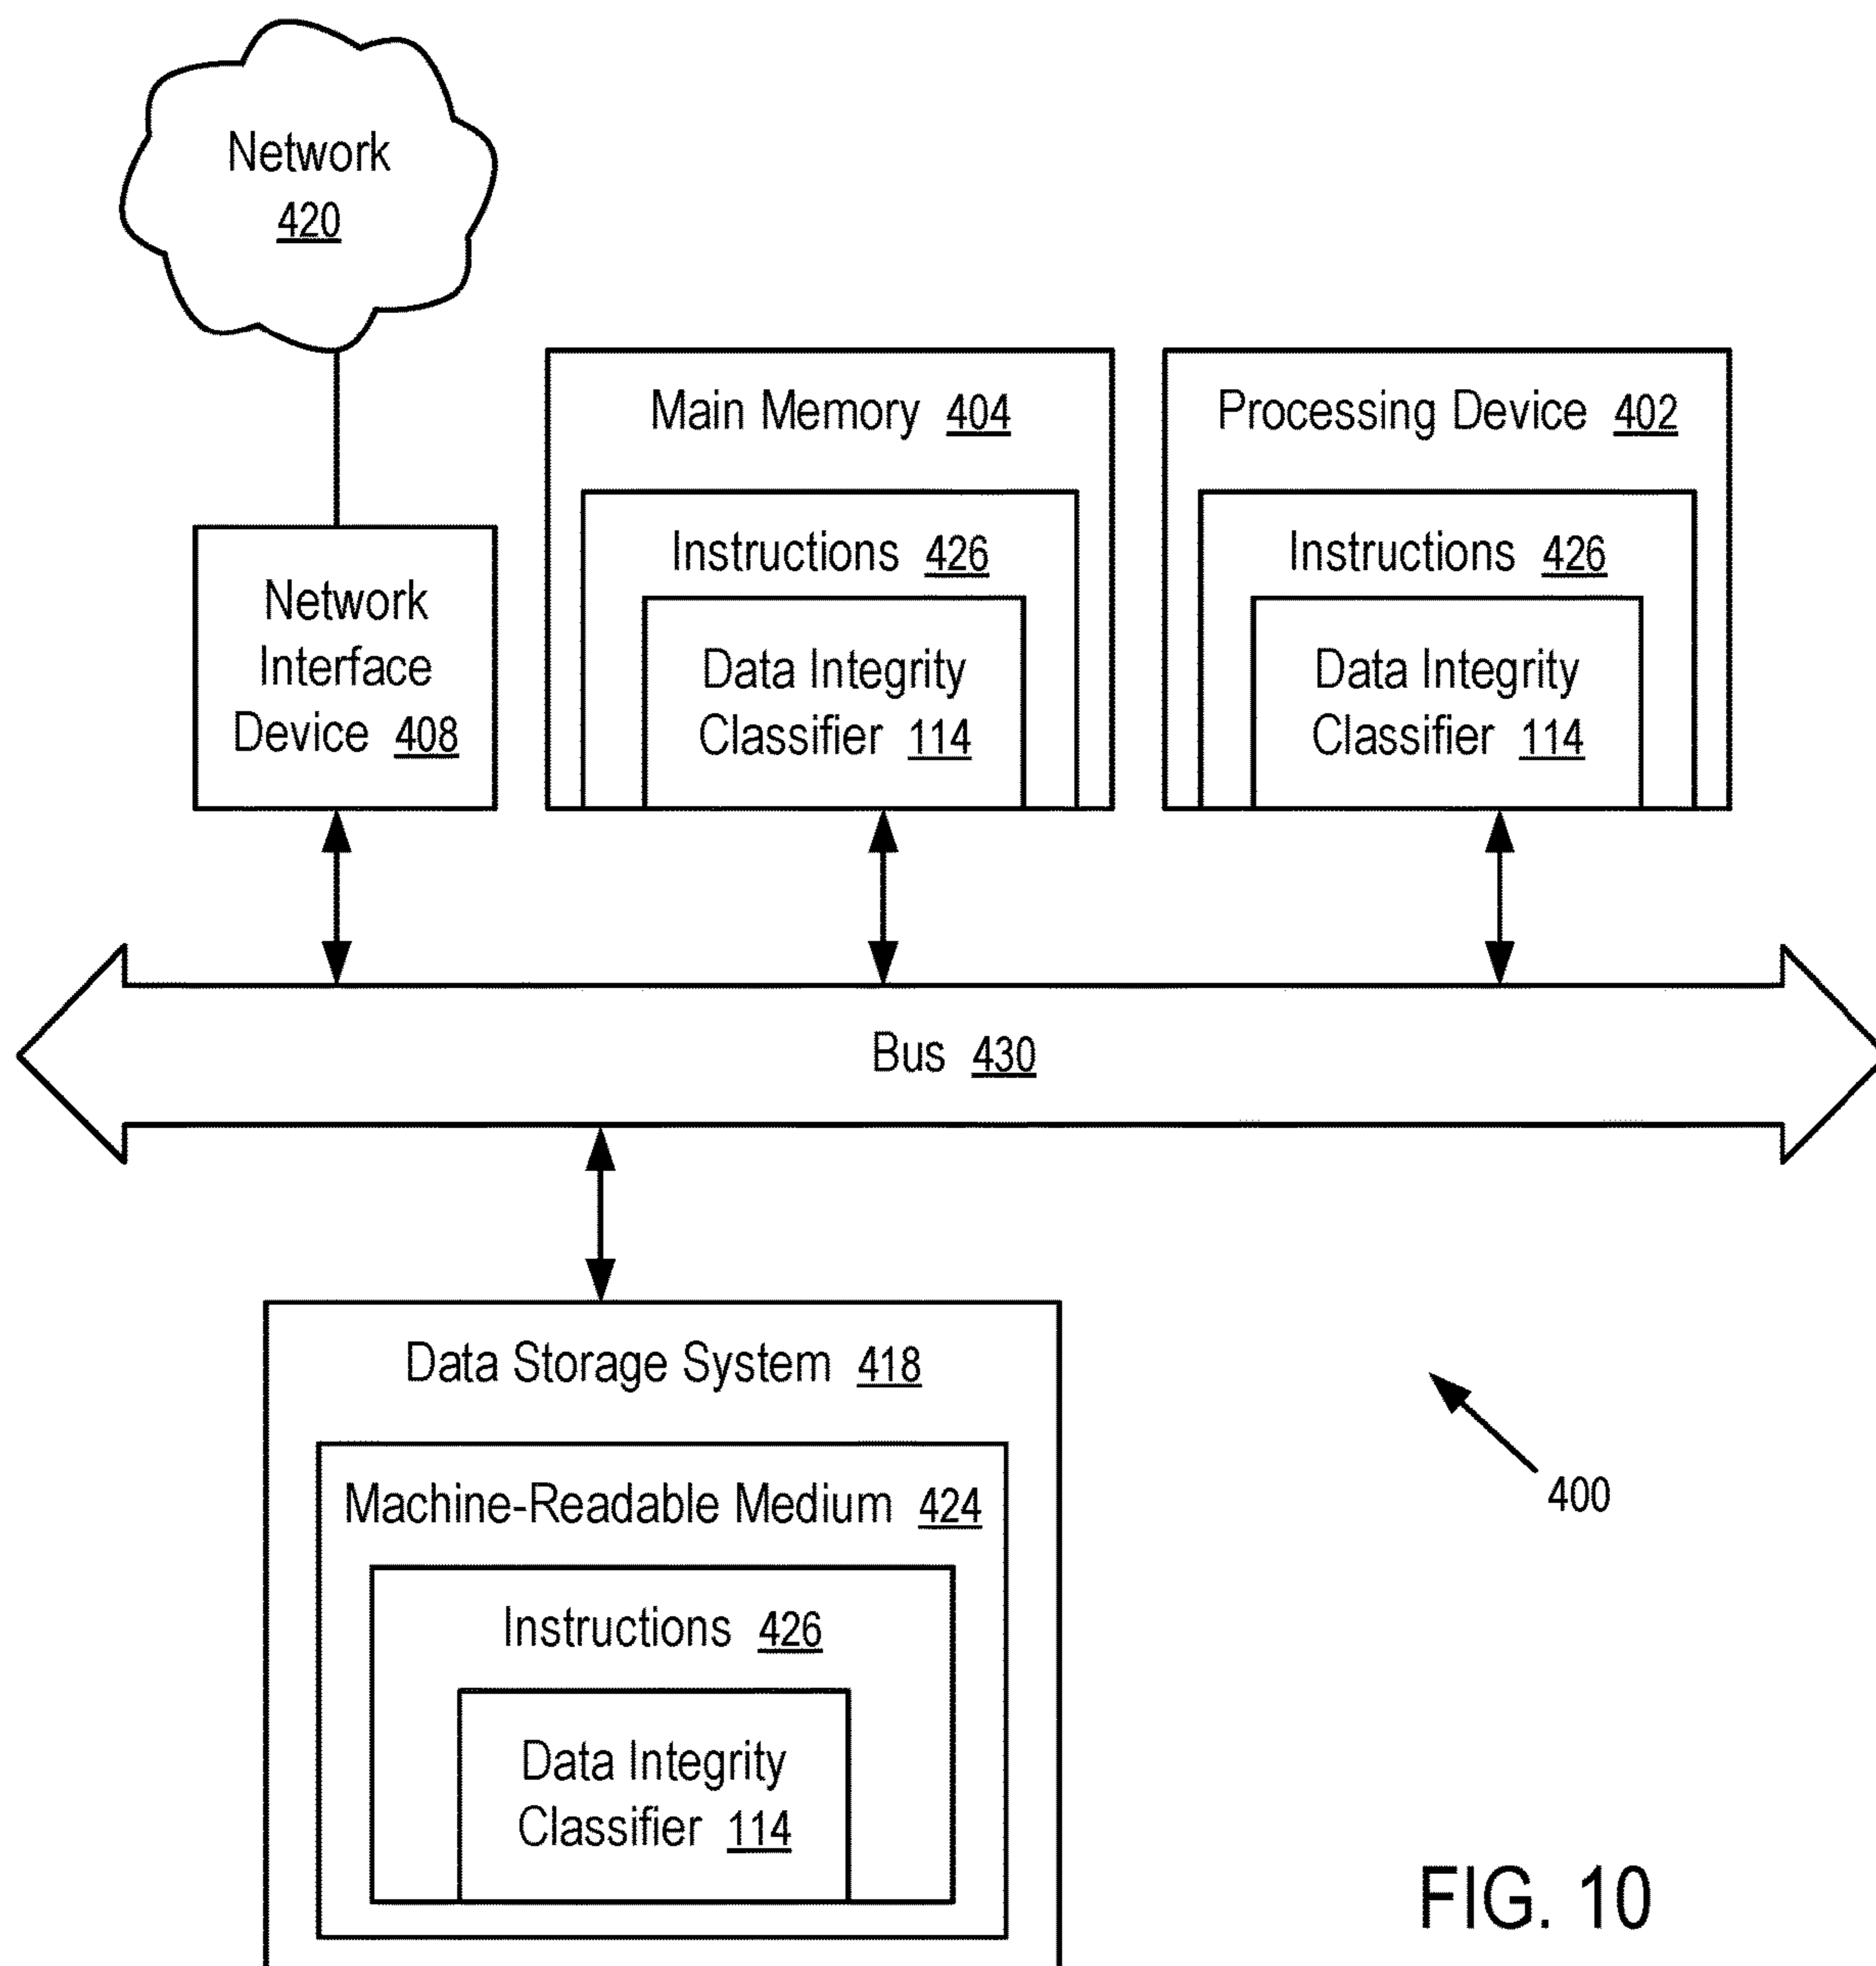 Network
420
Main Memory 404
Processing Device 402
Instructions 426
Instructions 426
Network
Interface
Device 408
Data Integrity
Classifier 114
Data Integrity
Classifier 114
Bus 430
Data Storage System 418
Machine-Readable Medium 424
400
Instructions 426
Data Integrity
Classifier 114
FIG. 10